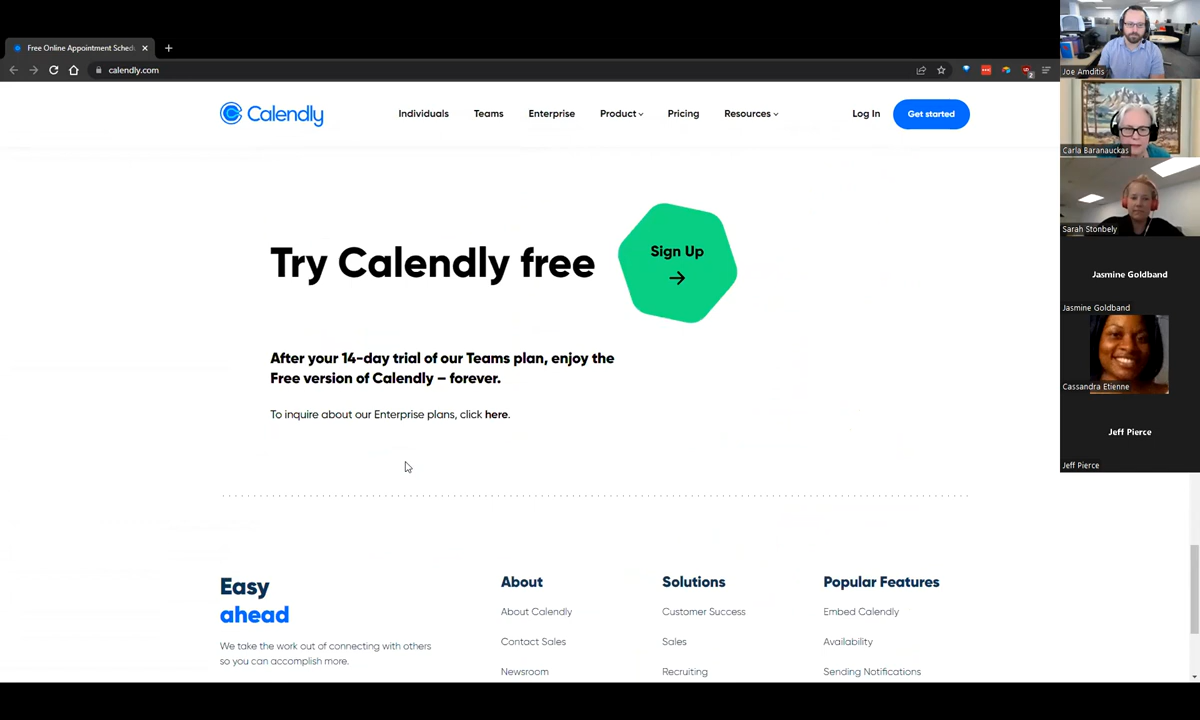 Free Online Appointment Sched
calendly.com
2
Calendly
Individuals
Teams
Enterprise
Product
Pricing
Resources
Log In
Get started
Try Calendly free
Sign Up
After your 14-day trial of our Teams plan, enjoy the
Free version of Calendly – forever.
To inquire about our Enterprise plans, click here.
Easy
ahead
We take the work out of connecting with others
so you can accomplish more.
About
About Calendly
Contact Sales
Newsroom
Solutions
Customer Success
Sales
Recruiting
Popular Features
Embed Calendly
Availability
Sending Notifications
Joe Amditis
Carla Baranauckas
Sarah Stonbely
Jasmine Goldband
Jasmine Goldband
Cassandra Etienne
Jeff Pierce
Jeff Pierce